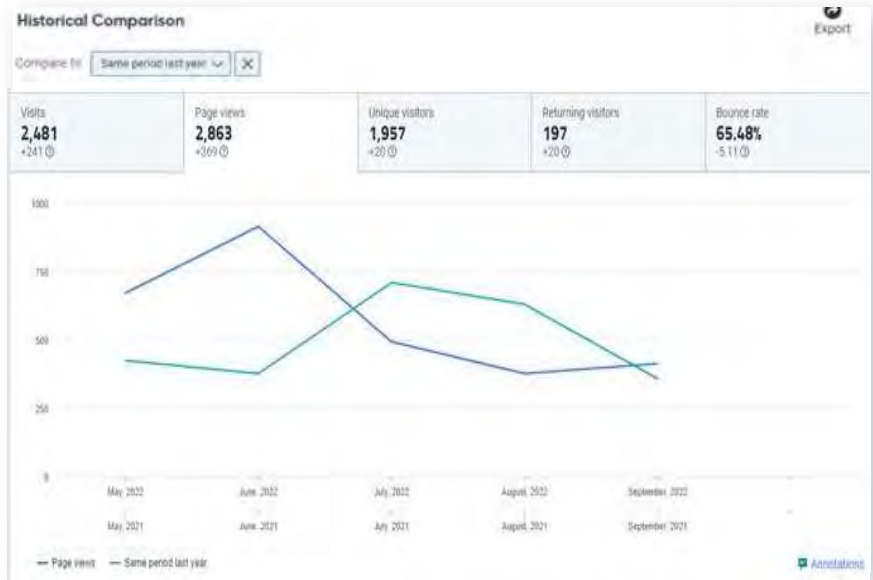 Historical Comparison
Export
Compare to Same period last year
Visits
2,481
+241
Page views
2,863
+369
Unique visitors
1,957
+20
Returning visitors
197
+20
Bounce rate
65.48%
-5.11
1000
750
500
250
0
May, 2022 June, 2022 July, 2022 August, 2022 September, 2022
May, 2021 June, 2021 July, 2021 August, 2021 September, 2021
Page views Same period last year
Annotations